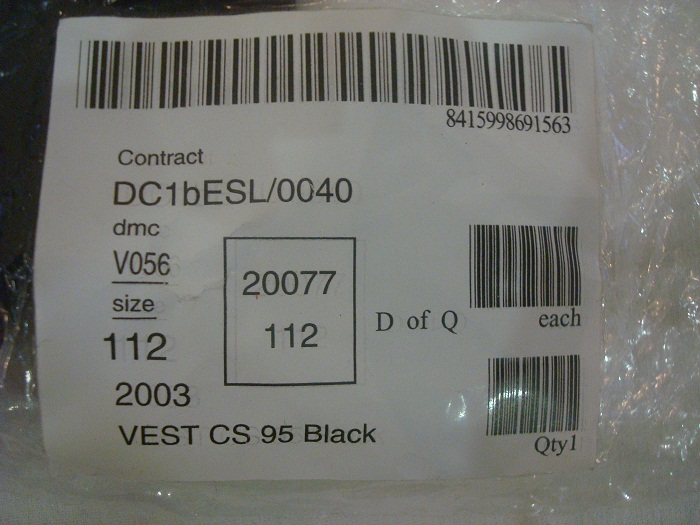 8415998691563
Contract
DC1bESL/0040
dmc
V056
size
112
2003
VEST CS 95 Black
20077
112
D of Q
each
Qty1